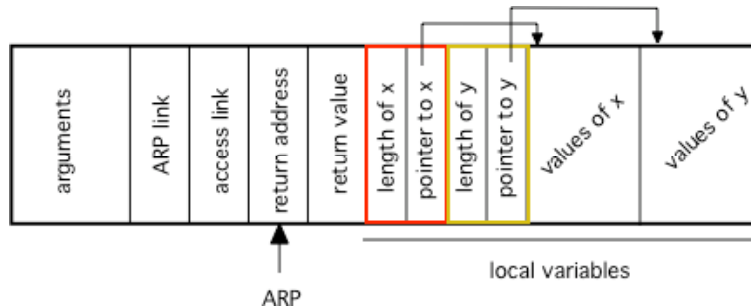 arguments
ARP link
access link
return address
return value
length of x
pointer to x
length of y
pointer to y
values of x
values of y
local variables
ARP